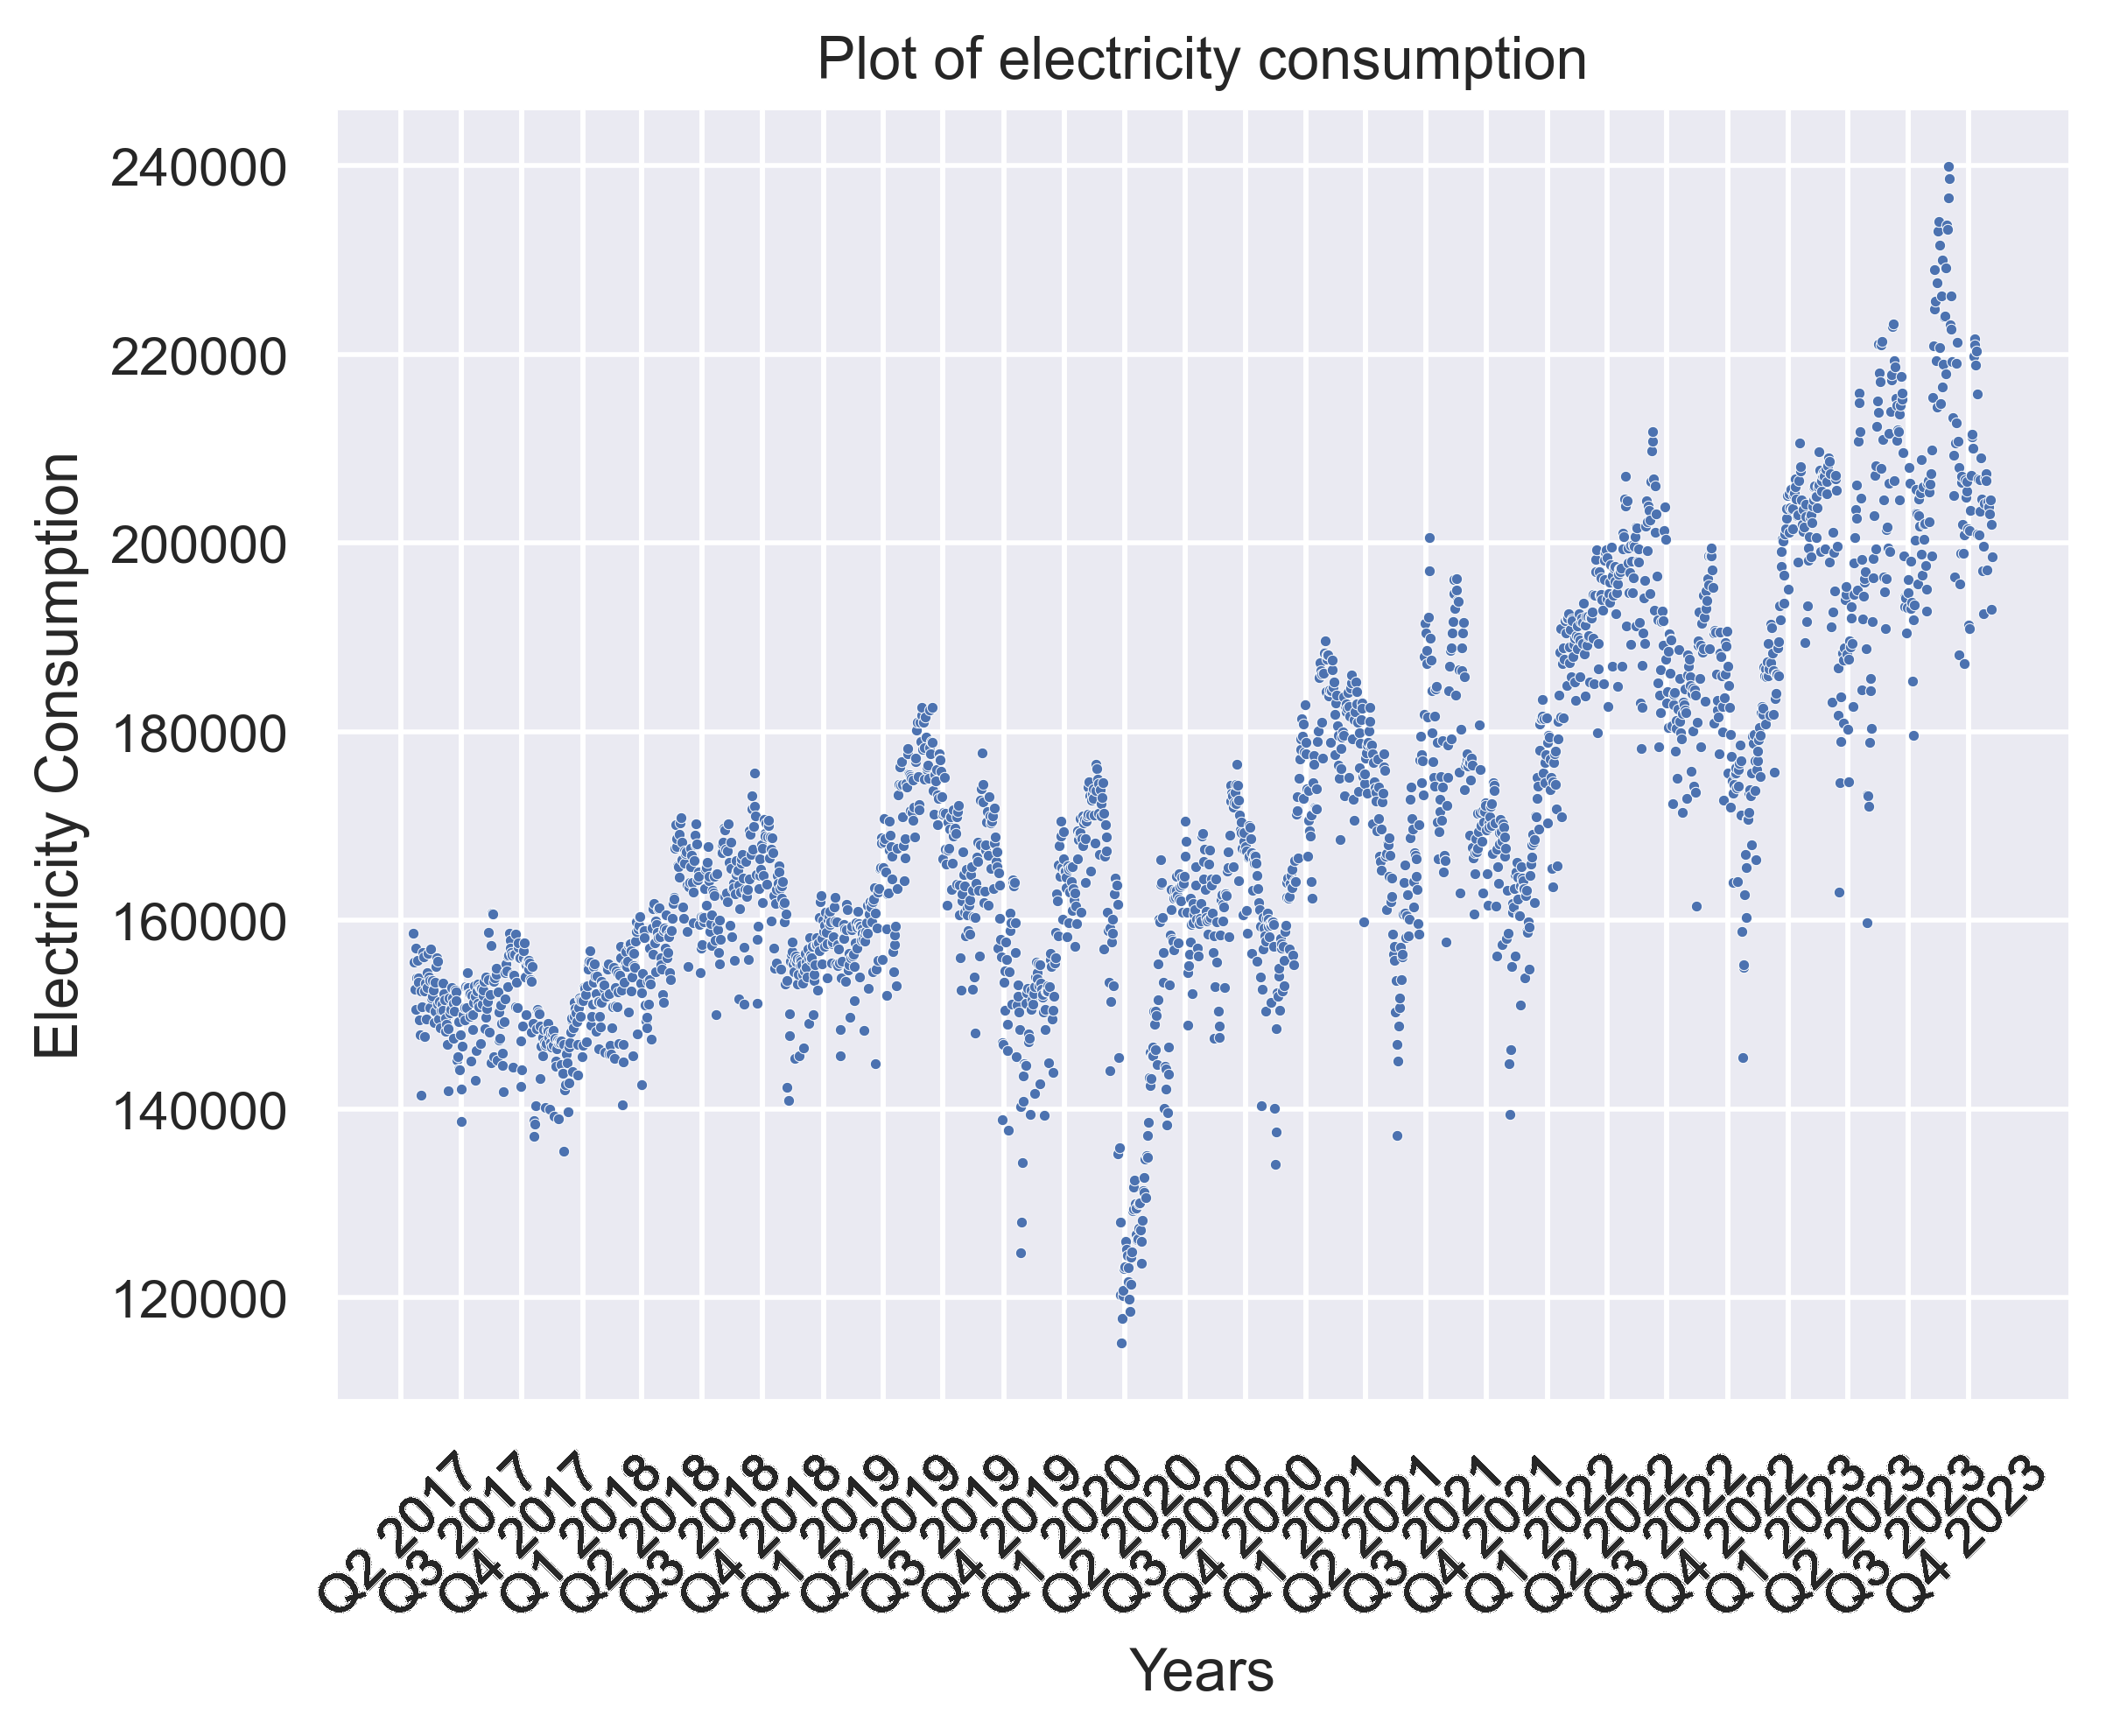 Plot of electricity consumption
Electricity Consumption
240000
220000
200000
180000
160000
140000
120000
Q2 2017
Q3 2017
Q4 2017
Q1 2018
Q2 2018
Q3 2018
Q4 2018
Q1 2019
Q2 2019
Q3 2019
Q4 2019
Q1 2020
Q2 2020
Q3 2020
Q4 2020
Q1 2021
Q2 2021
Q3 2021
Q4 2021
Q1 2022
Q2 2022
Q3 2022
Q4 2022
Q1 2023
Q2 2023
Q3 2023
Q4 2023
Years